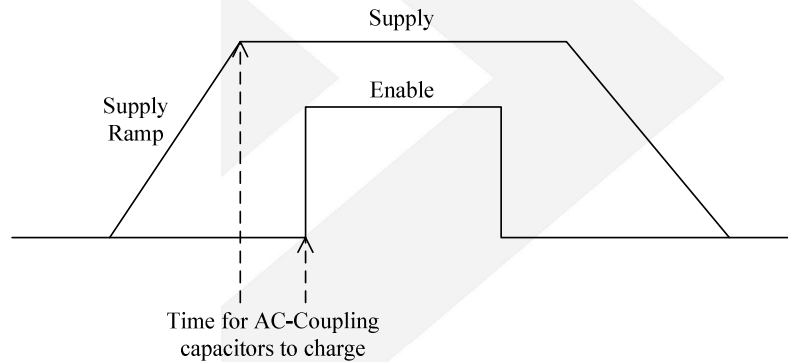 Supply
Enable
Supply
Ramp
Time for AC-Coupling
capacitors to charge